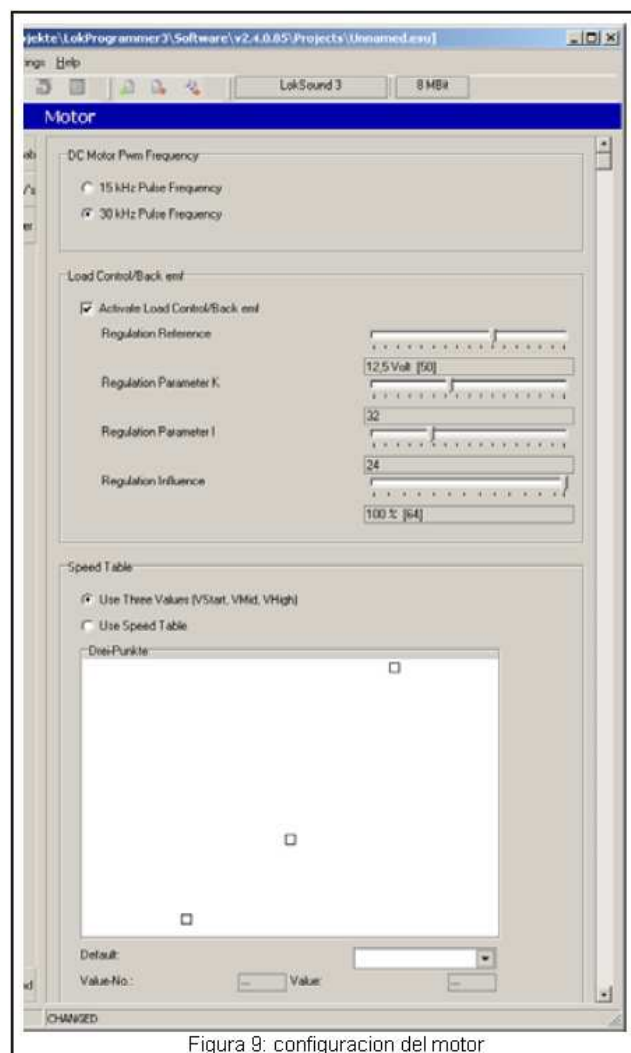 ojekte\LokProgrammer3\Software\v2.4.0.85\Projects\Unnamed.esu]
Help
LokSound 3
8 MBit
Motor
DC Motor Pwm Frequency
15 kHz Pulse Frequency
30 kHz Pulse Frequency
Load Control/Back emf
Activate Load Control/Back emf
Regulation Reference
12,5 Volt [50]
Regulation Parameter K
32
Regulation Parameter I
24
Regulation Influence
100 % [64]
Speed Table
Use Three Values (VStart, VMid, VHigh)
Use Speed Table
Drei-Punkte
Default:
Value-No.: --- Value: ---
CHANGED
Figura 9: configuracion del motor